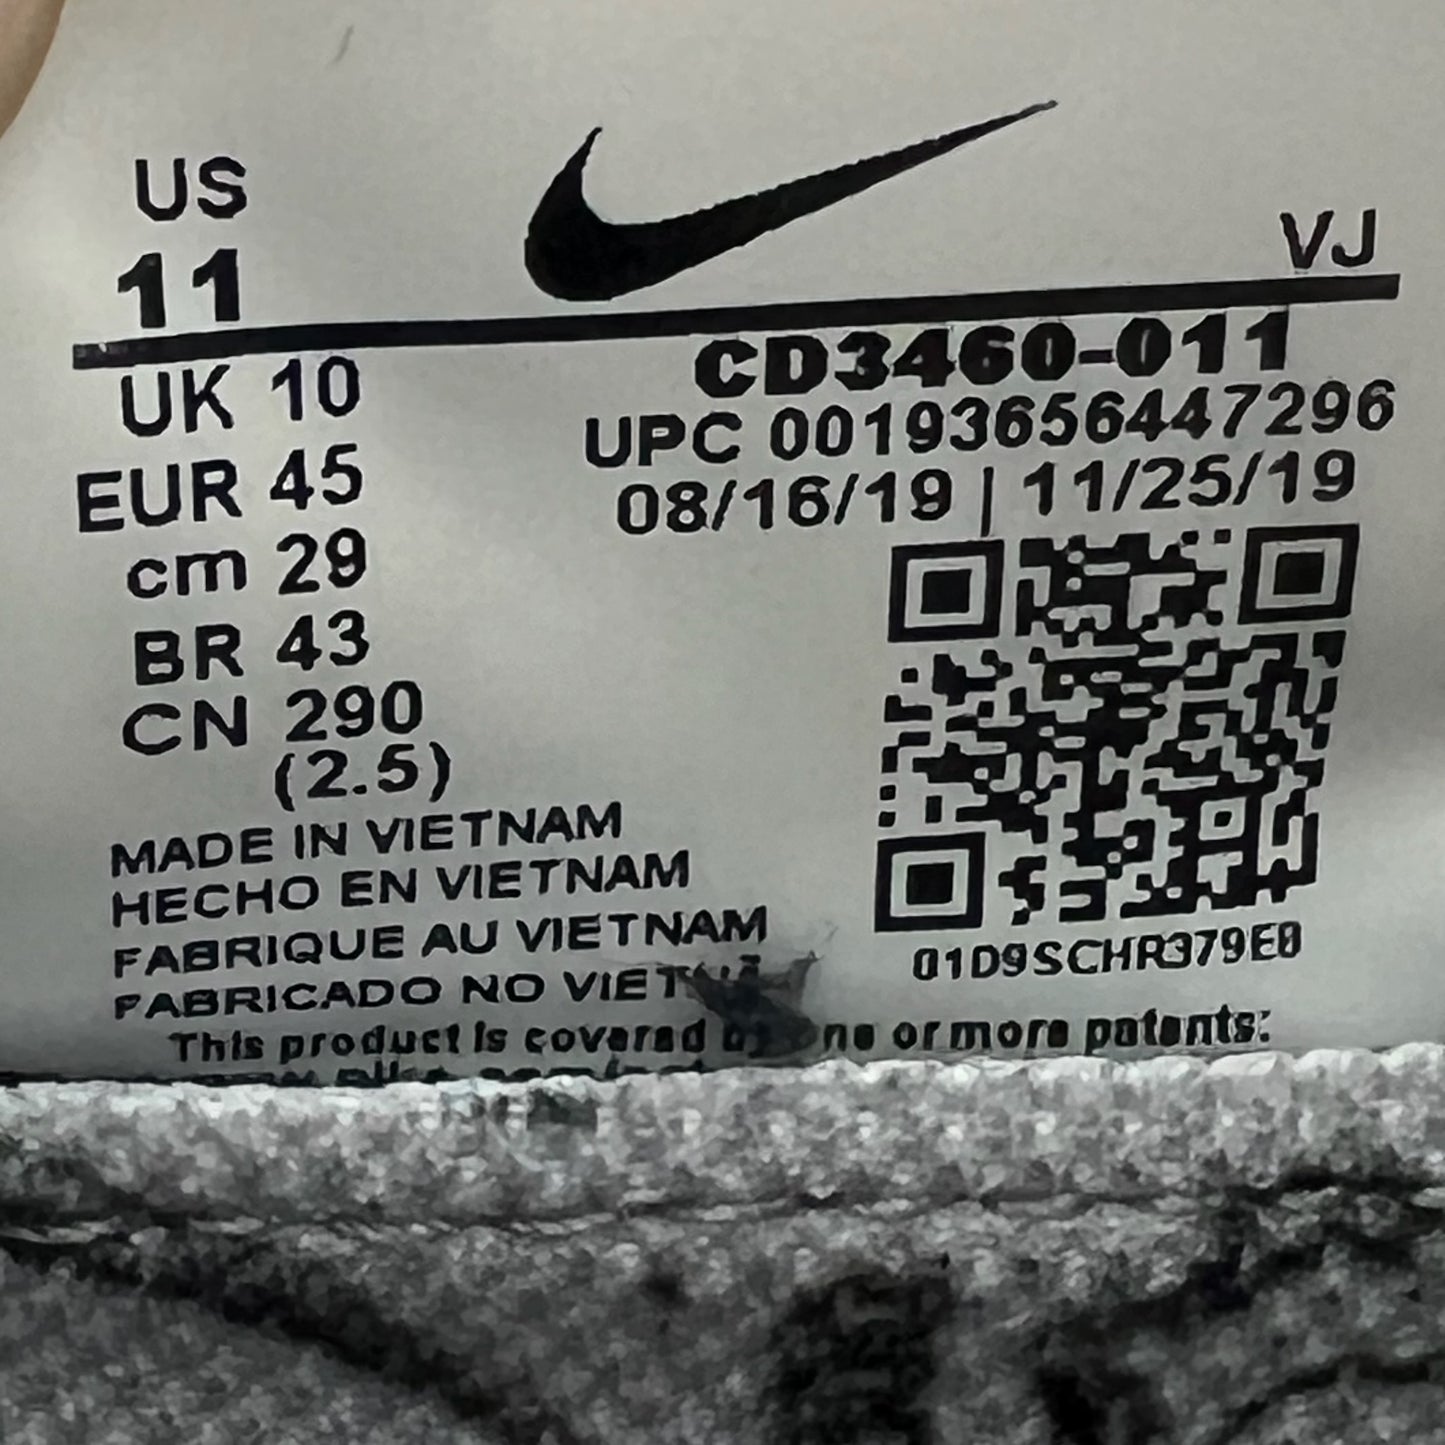 US
11
VJ
UK 10
EUR 45
cm 29
BR 43
CN 290
(2.5)
CD3460-011
UPC 00193656447296
08/16/19 | 11/25/19
01D9SCHR379E0
MADE IN VIETNAM
HECHO EN VIETNAM
FABRIQUE AU VIETNAM
FABRICADO NO
This product is covered or more patents: